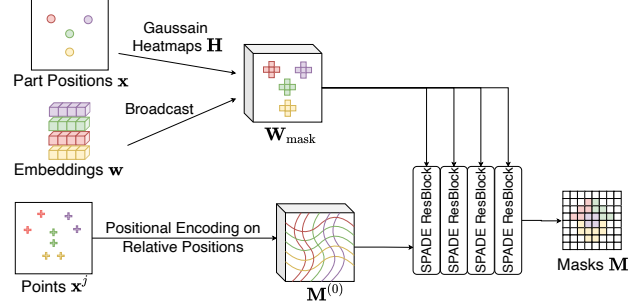 Gaussain
Heatmaps H
Part Positions x
Broadcast
W_mask
Embeddings w
SPADE ResBlock
SPADE ResBlock
SPADE ResBlock
SPADE ResBlock
Positional Encoding on
Relative Positions
Masks M
Points x^j
M^(0)